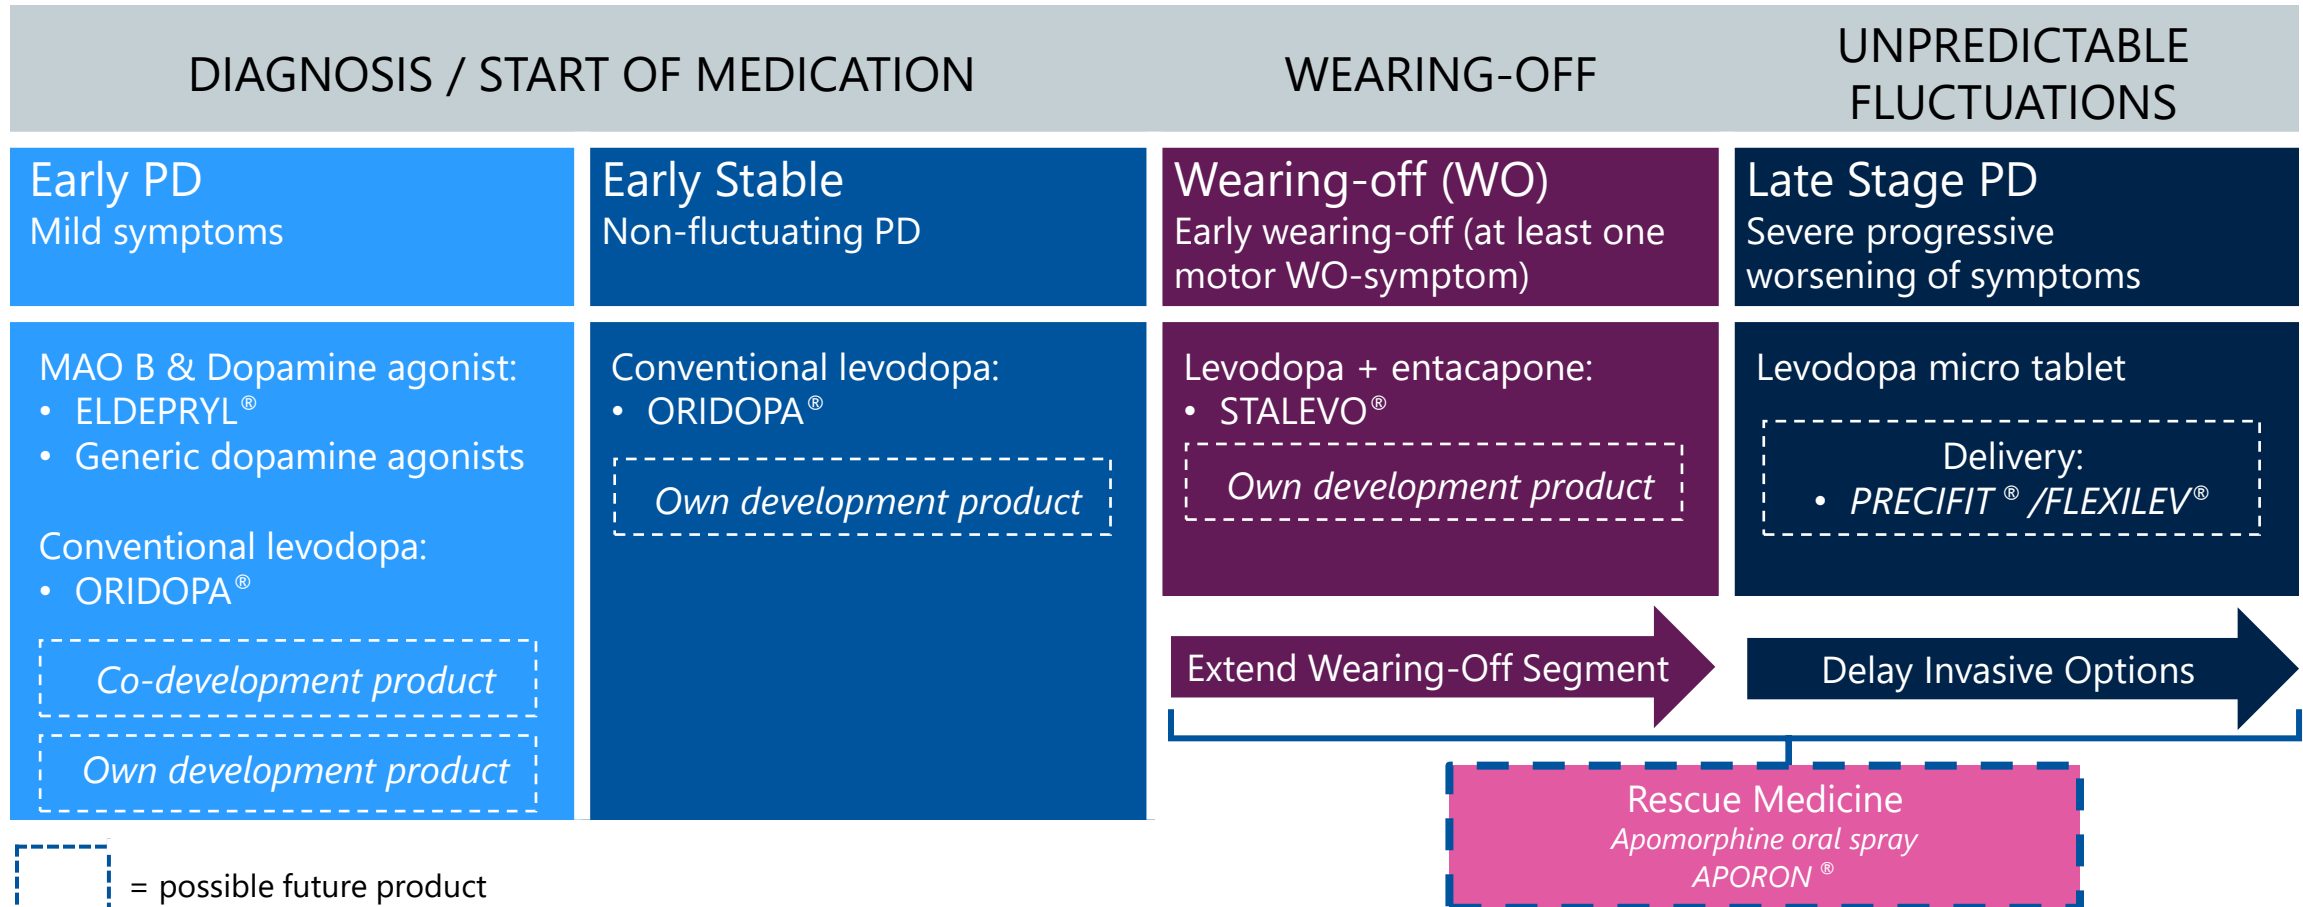 DIAGNOSIS / START OF MEDICATION
WEARING-OFF
UNPREDICTABLE
FLUCTUATIONS
Early PD
Mild symptoms
Early Stable
Non-fluctuating PD
Wearing-off (WO)
Early wearing-off (at least one
motor WO-symptom)
Late Stage PD
Severe progressive
worsening of symptoms
MAO B & Dopamine agonist:
• ELDEPRYL®
• Generic dopamine agonists
Conventional levodopa:
• ORIDOPA®
Co-development product
Own development product
Conventional levodopa:
• ORIDOPA®
Own development product
Levodopa + entacapone:
• STALEVO®
Own development product
Levodopa micro tablet
Delivery:
• PRECIFIT ® /FLEXILEV®
Extend Wearing-Off Segment
Delay Invasive Options
Rescue Medicine
Apomorphine oral spray
APORON ®
= possible future product